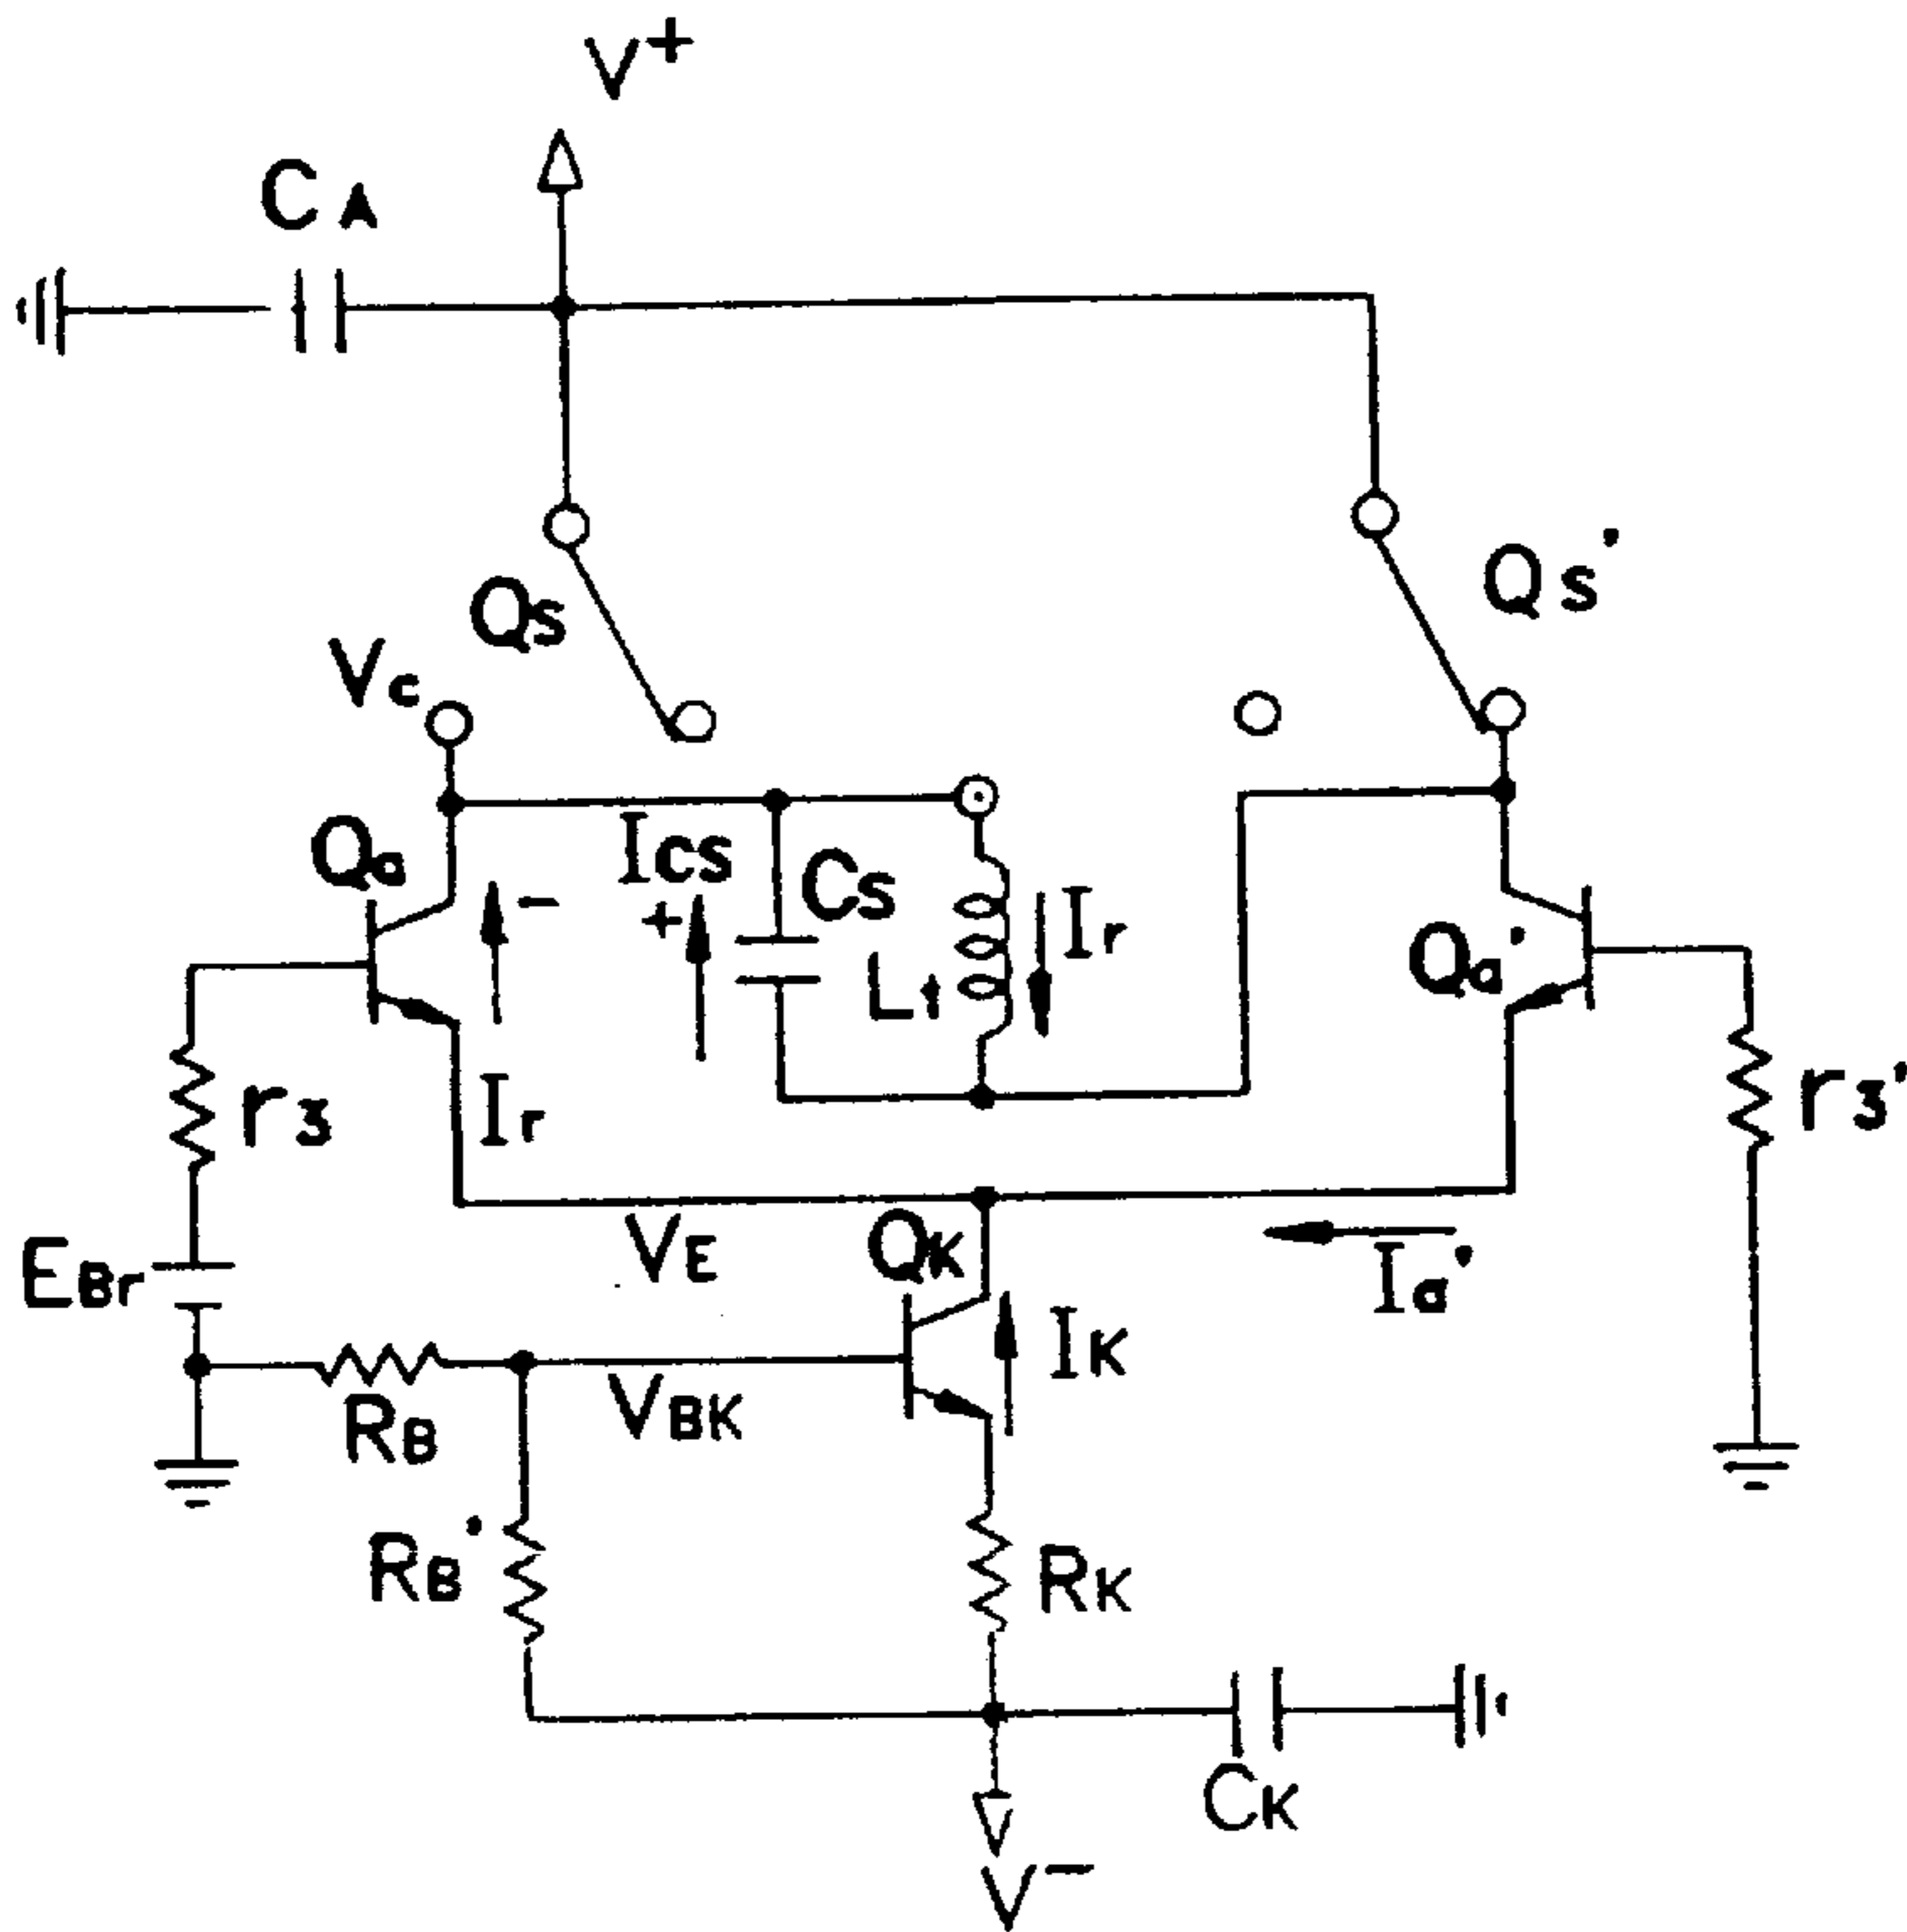 V+
CA
Qs
Qs'
Vc
Qa
-
Ics
+
Cs
Lt
Ir
Qa'
r3
Ir
r3'
EBr
VE
QK
Ia'
IK
RB
VBK
RB'
RK
CK
V-